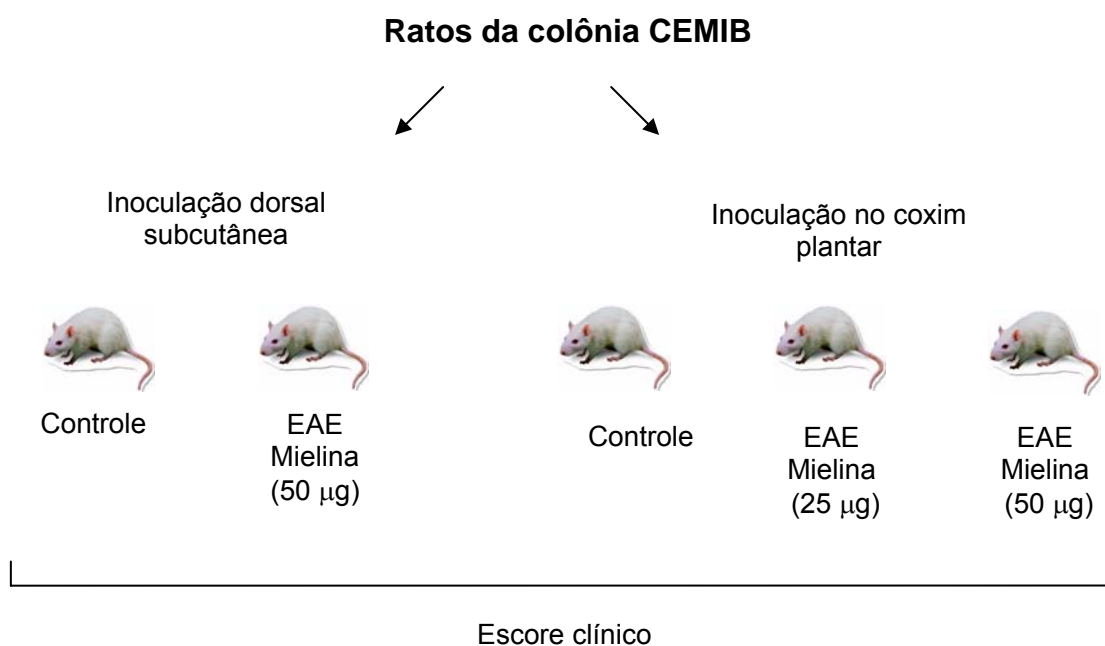 Ratos da colônia CEMIB
Inoculação dorsal
subcutânea
Inoculação no coxim
plantar
Controle
EAE
Mielina
(50 μg)
Controle
EAE
Mielina
(25 μg)
EAE
Mielina
(50 μg)
Escore clínico